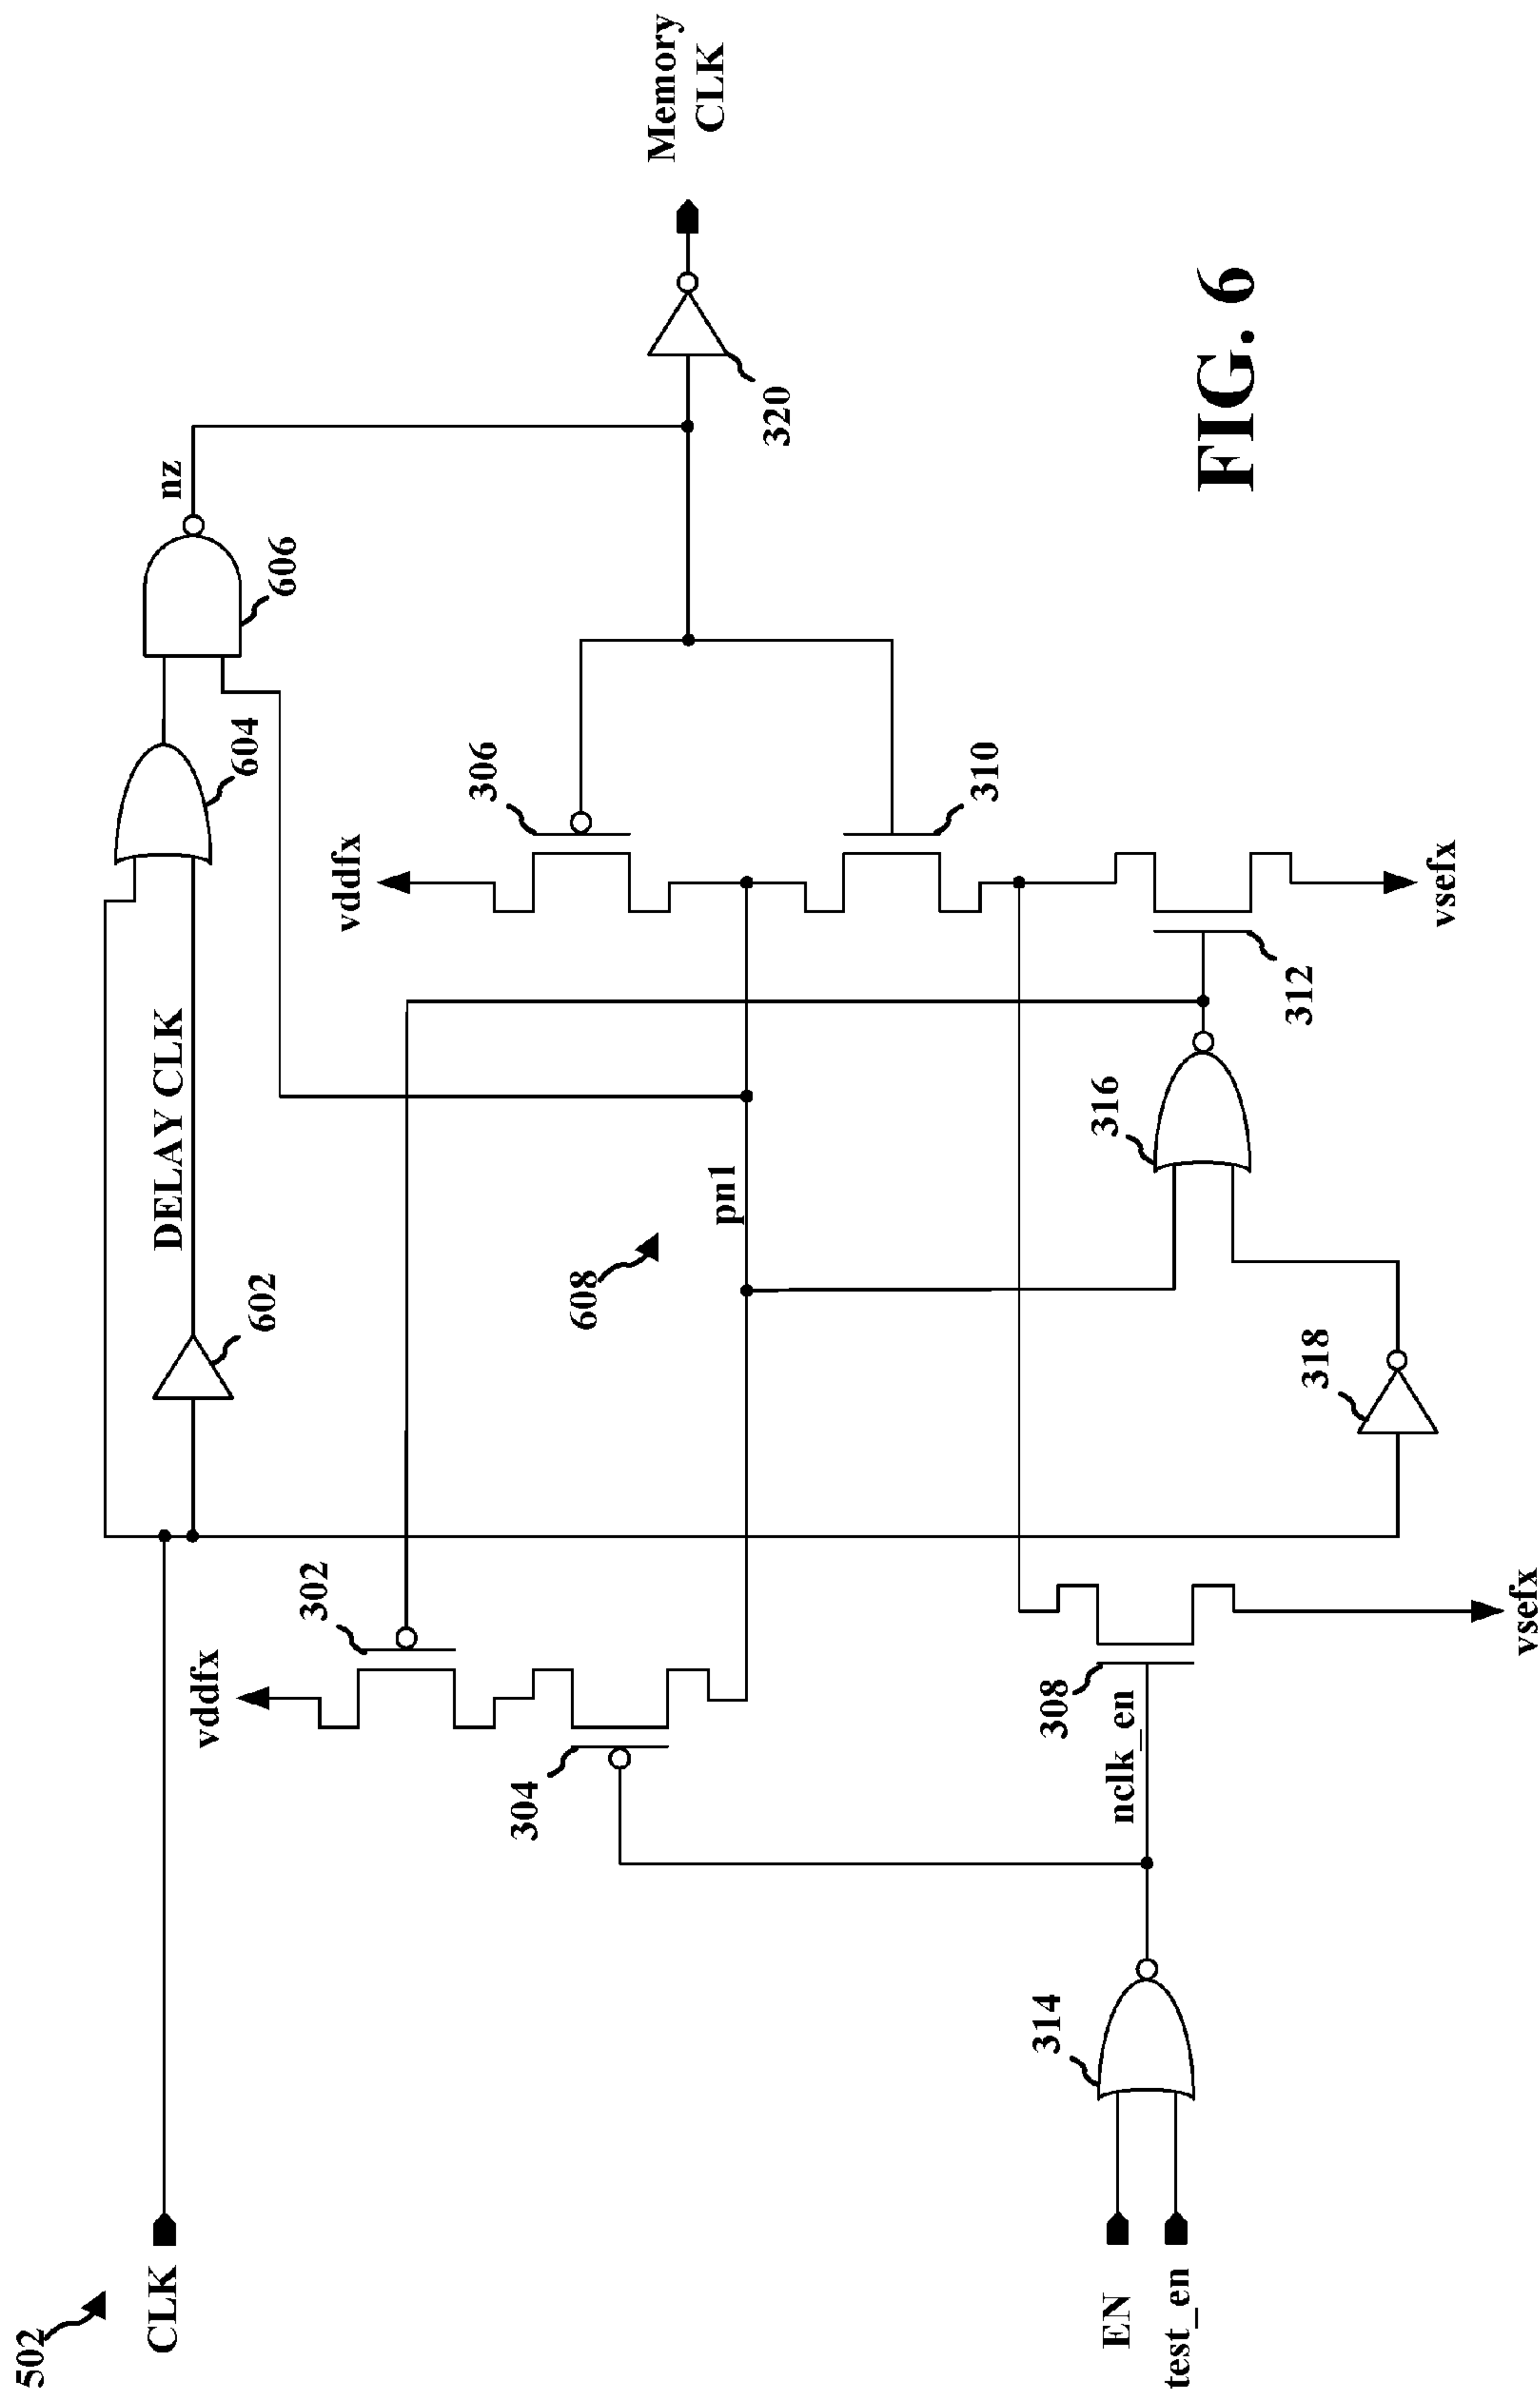 502
CLK
DELAY CLK
602
604
606
nz
302
vddfx
304
306
vddfx
608
pn1
310
320
Memory
CLK
EN
test_en
314
nclk_en
308
vsefx
318
316
312
vsefx
FIG. 6